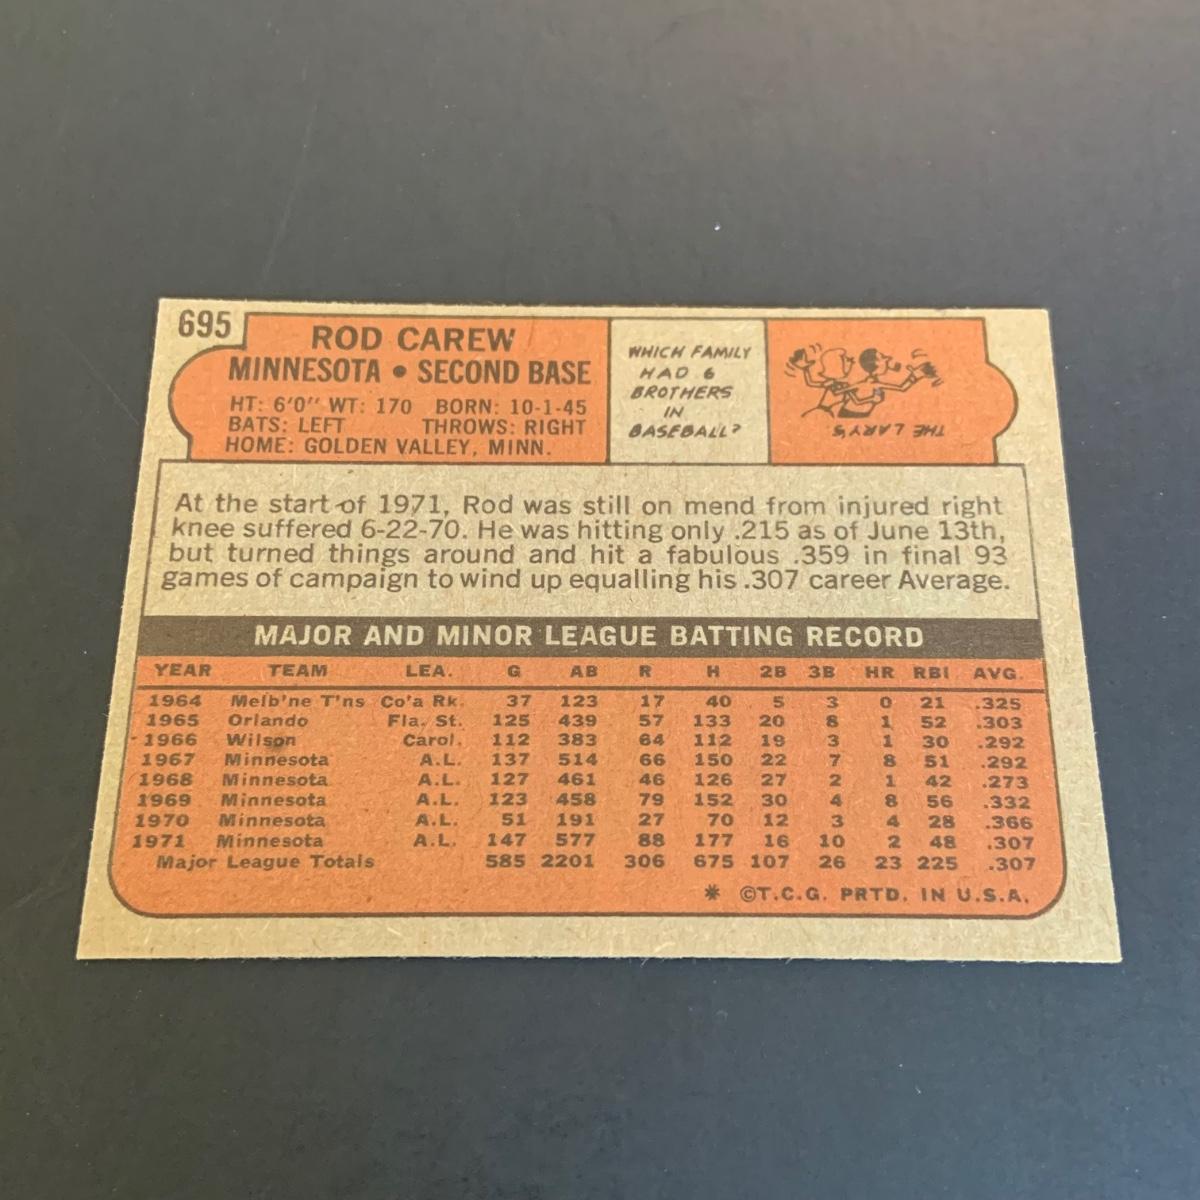 695
ROD CAREW
MINNESOTA • SECOND BASE
HT: 6'0" WT: 170 BORN: 10-1-45
BATS: LEFT THROWS: RIGHT
HOME: GOLDEN VALLEY, MINN.
WHICH FAMILY
HAD 6
BROTHERS
IN
BASEBALL?
THE LARY'S
At the start of 1971, Rod was still on mend from injured right
knee suffered 6-22-70. He was hitting only .215 as of June 13th,
but turned things around and hit a fabulous .359 in final 93
games of campaign to wind up equalling his .307 career Average.
MAJOR AND MINOR LEAGUE BATTING RECORD
YEAR TEAM LEA. G AB R H 2B 3B HR RBI AVG.
1964 Melb'ne T'ns Co'a Rk. 37 123 17 40 5 3 0 21 .325
1965 Orlando Fla. St. 125 439 57 133 20 8 1 52 .303
1966 Wilson Carol. 112 383 64 112 19 3 1 30 .292
1967 Minnesota A.L. 137 514 66 150 22 7 8 51 .292
1968 Minnesota A.L. 127 461 46 126 27 2 1 42 .273
1969 Minnesota A.L. 123 458 79 152 30 4 8 56 .332
1970 Minnesota A.L. 51 191 27 70 12 3 4 28 .366
1971 Minnesota A.L. 147 577 88 177 16 10 2 48 .307
Major League Totals 585 2201 306 675 107 26 23 225 .307
* ©T.C.G. PRTD. IN U.S.A.